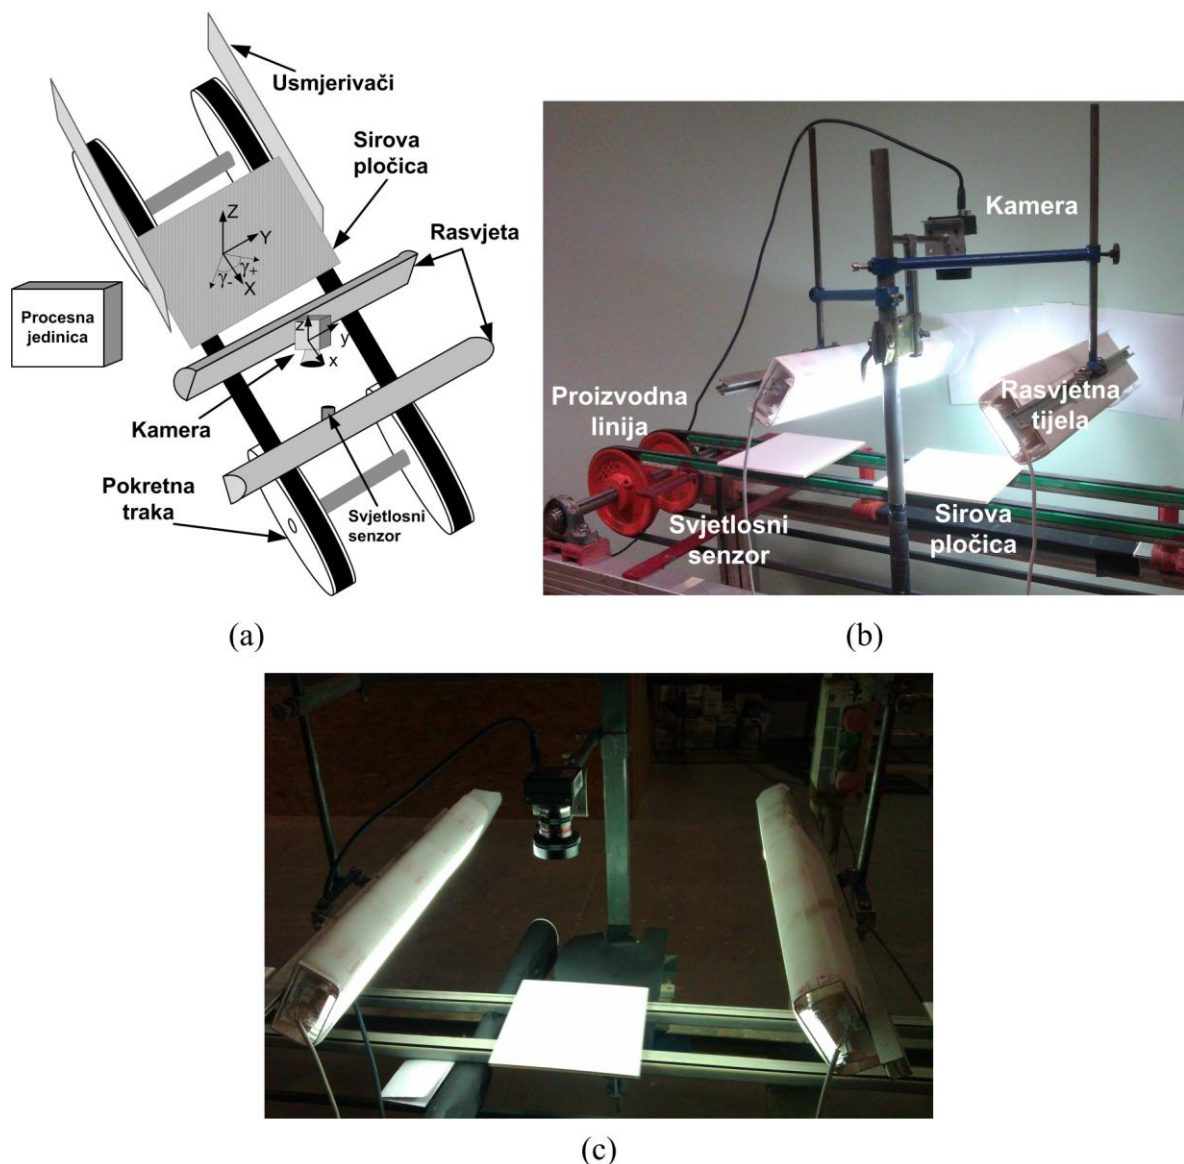 Usmjerivači
Sirova
pločica
Z
Y
γ+
γ-
X
Rasvjeta
Procesna
jedinica
z
y
x
Kamera
Pokretna
traka
Svjetlosni
senzor
(a)
Kamera
Proizvodna
linija
Rasvjetna
tijela
Svjetlosni
senzor
Sirova
pločica
(b)
(c)